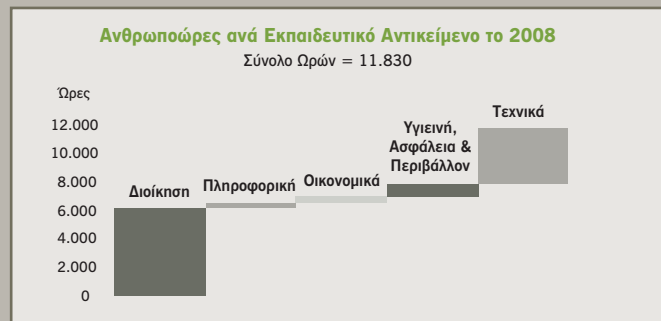 Ανθρωποώρες ανά Εκπαιδευτικό Αντικείμενο το 2008
Σύνολο Ωρών = 11.830
Ώρες
12.000
10.000
8.000
6.000
4.000
2.000
0
Διοίκηση
Πληροφορική
Οικονομικά
Υγιεινή,
Ασφάλεια &
Περιβάλλον
Τεχνικά